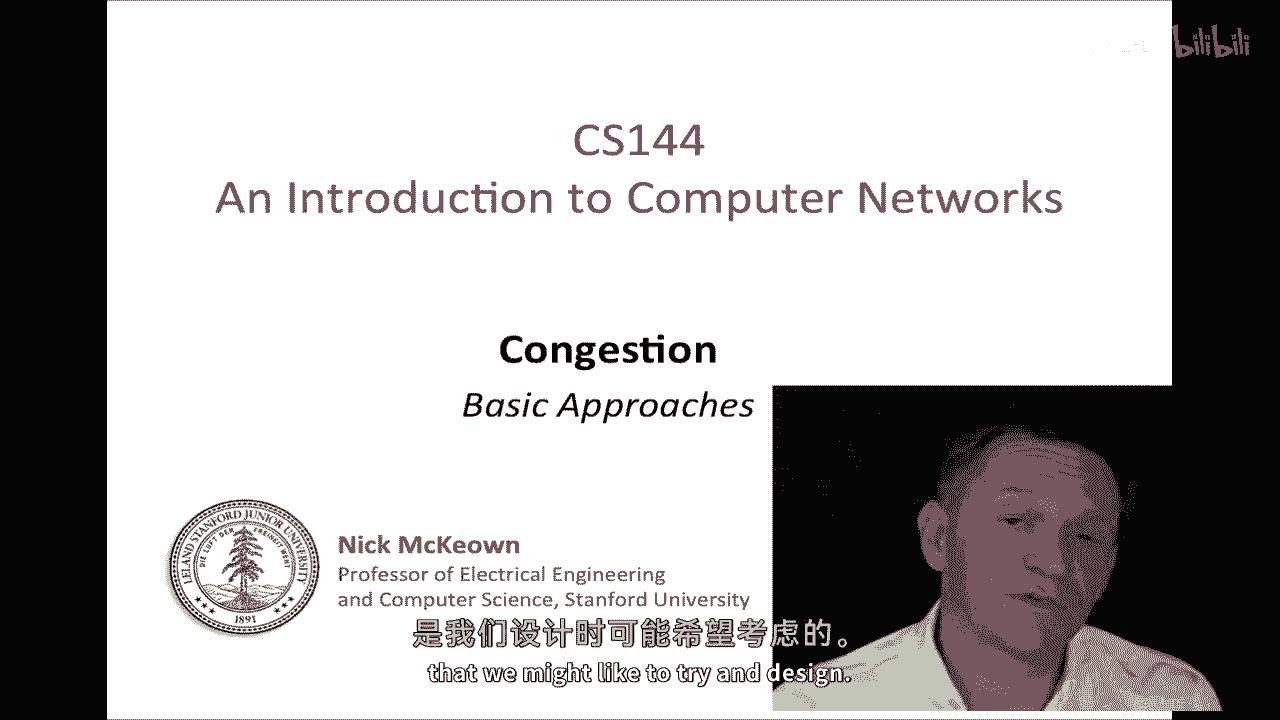 bilibili
CS144
An Introduction to Computer Networks
Congestion
Basic Approaches
LELAND STANFORD JUNIOR UNIVERSITY
DIE LUFT DER FREIHEIT WEHT
1891
Nick McKeown
Professor of Electrical Engineering
and Computer Science, Stanford University
是我们设计时可能希望考虑的。
that we might like to try and design.